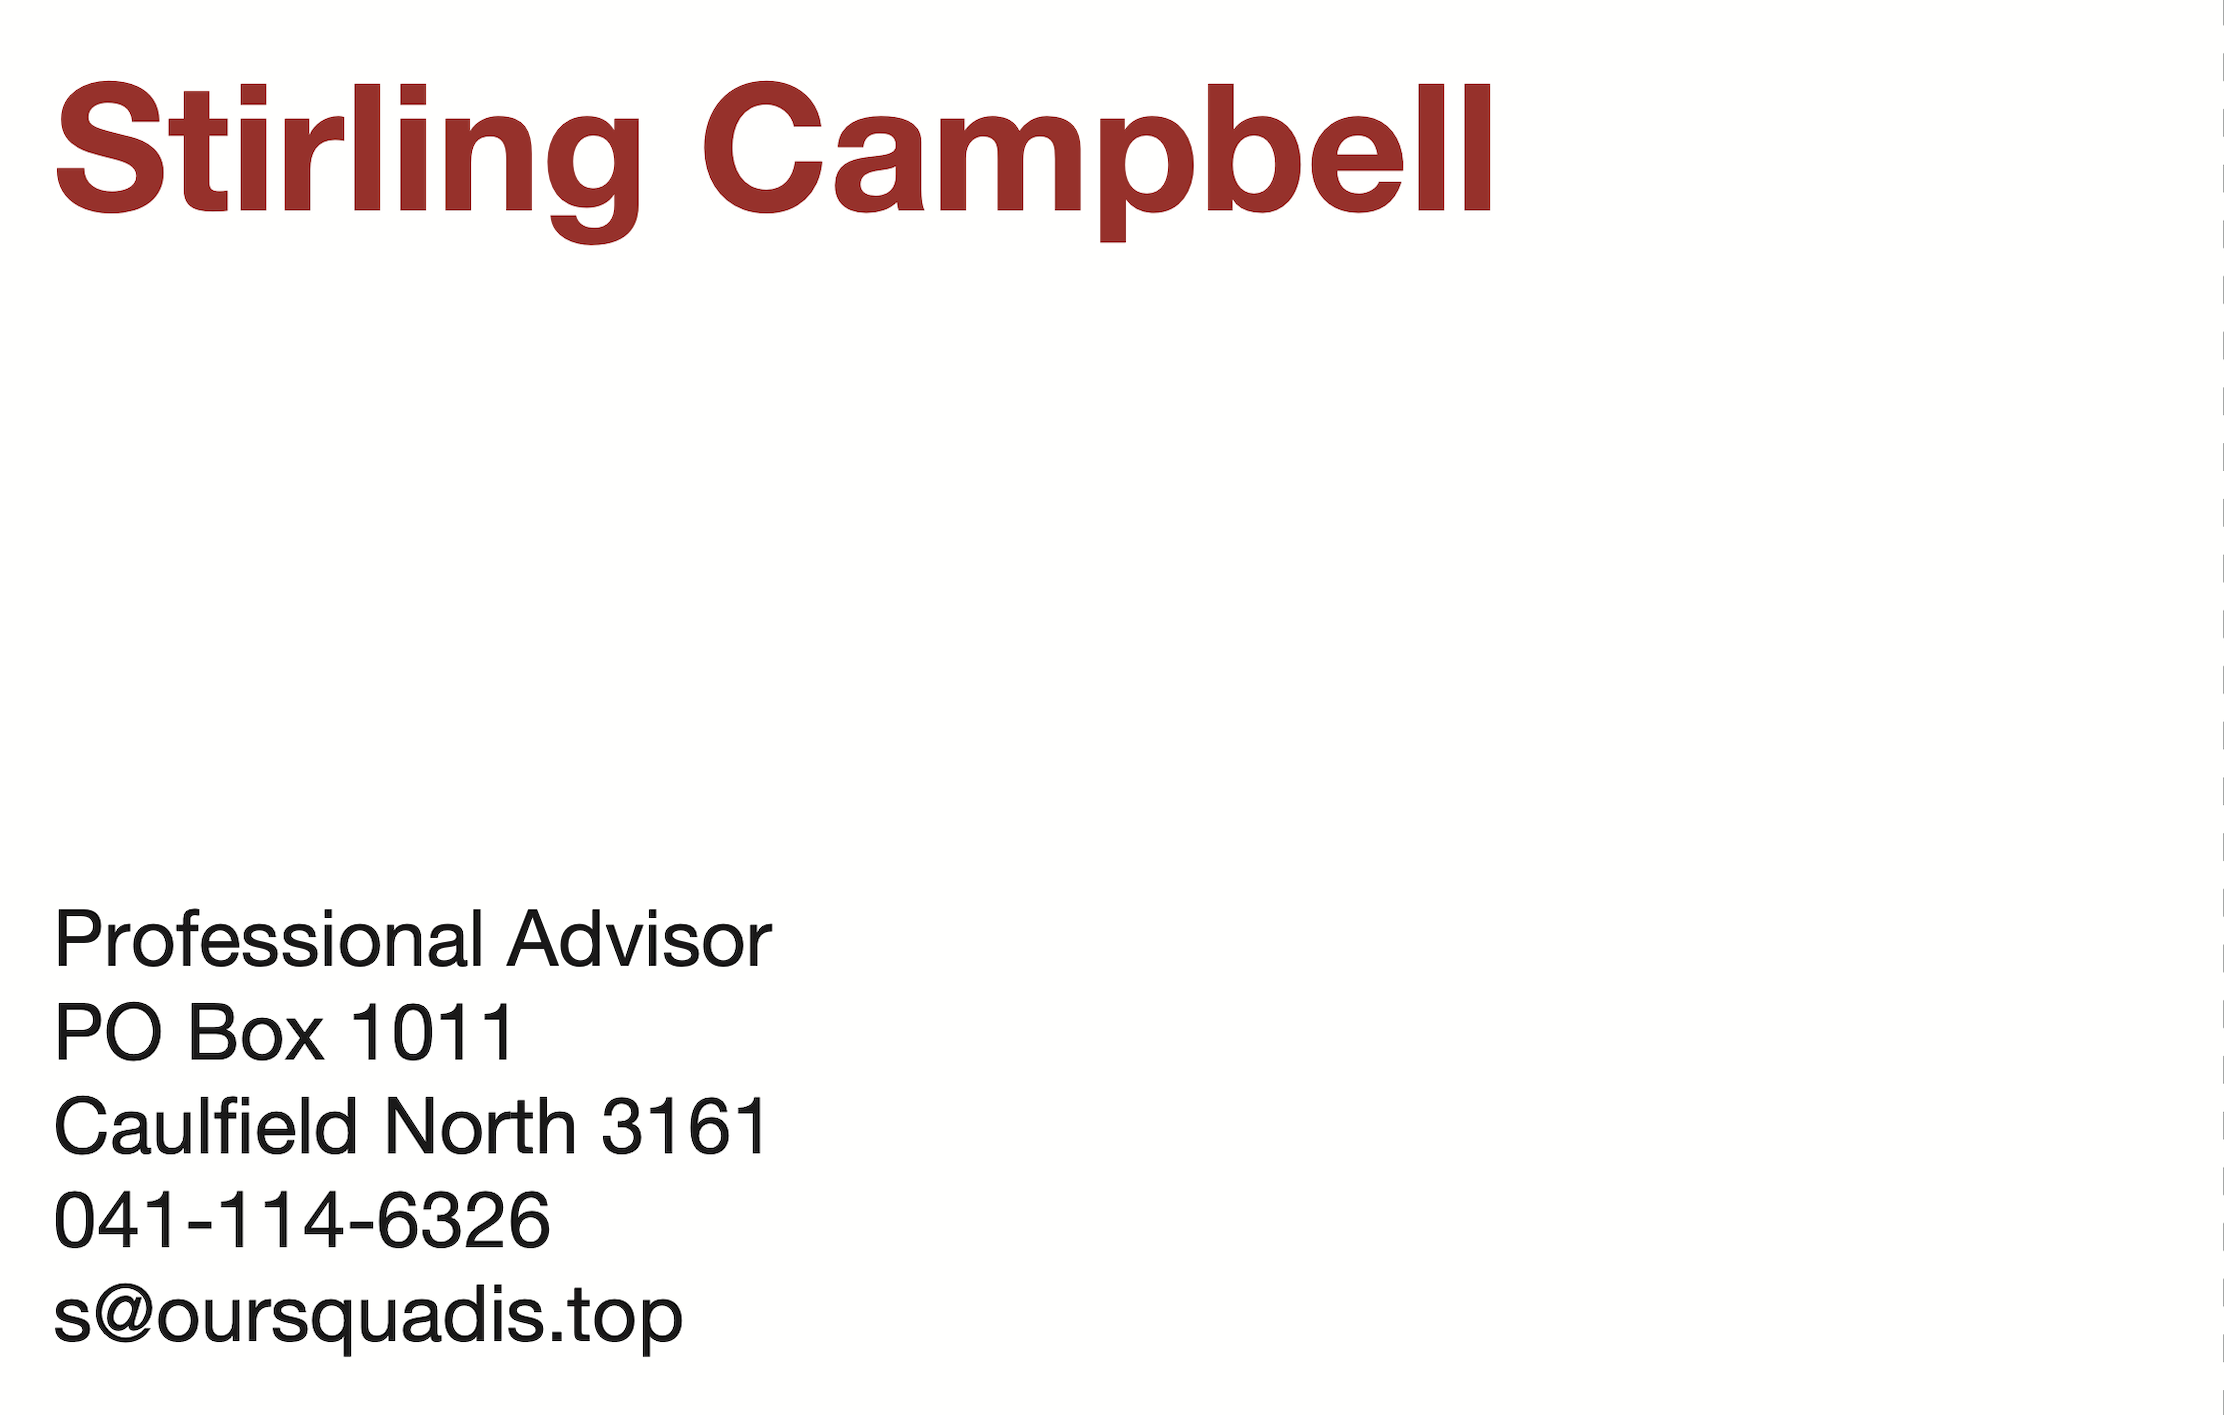 Stirling Campbell
Professional Advisor
PO Box 1011
Caulfield North 3161
041-114-6326
s@oursquadis.top